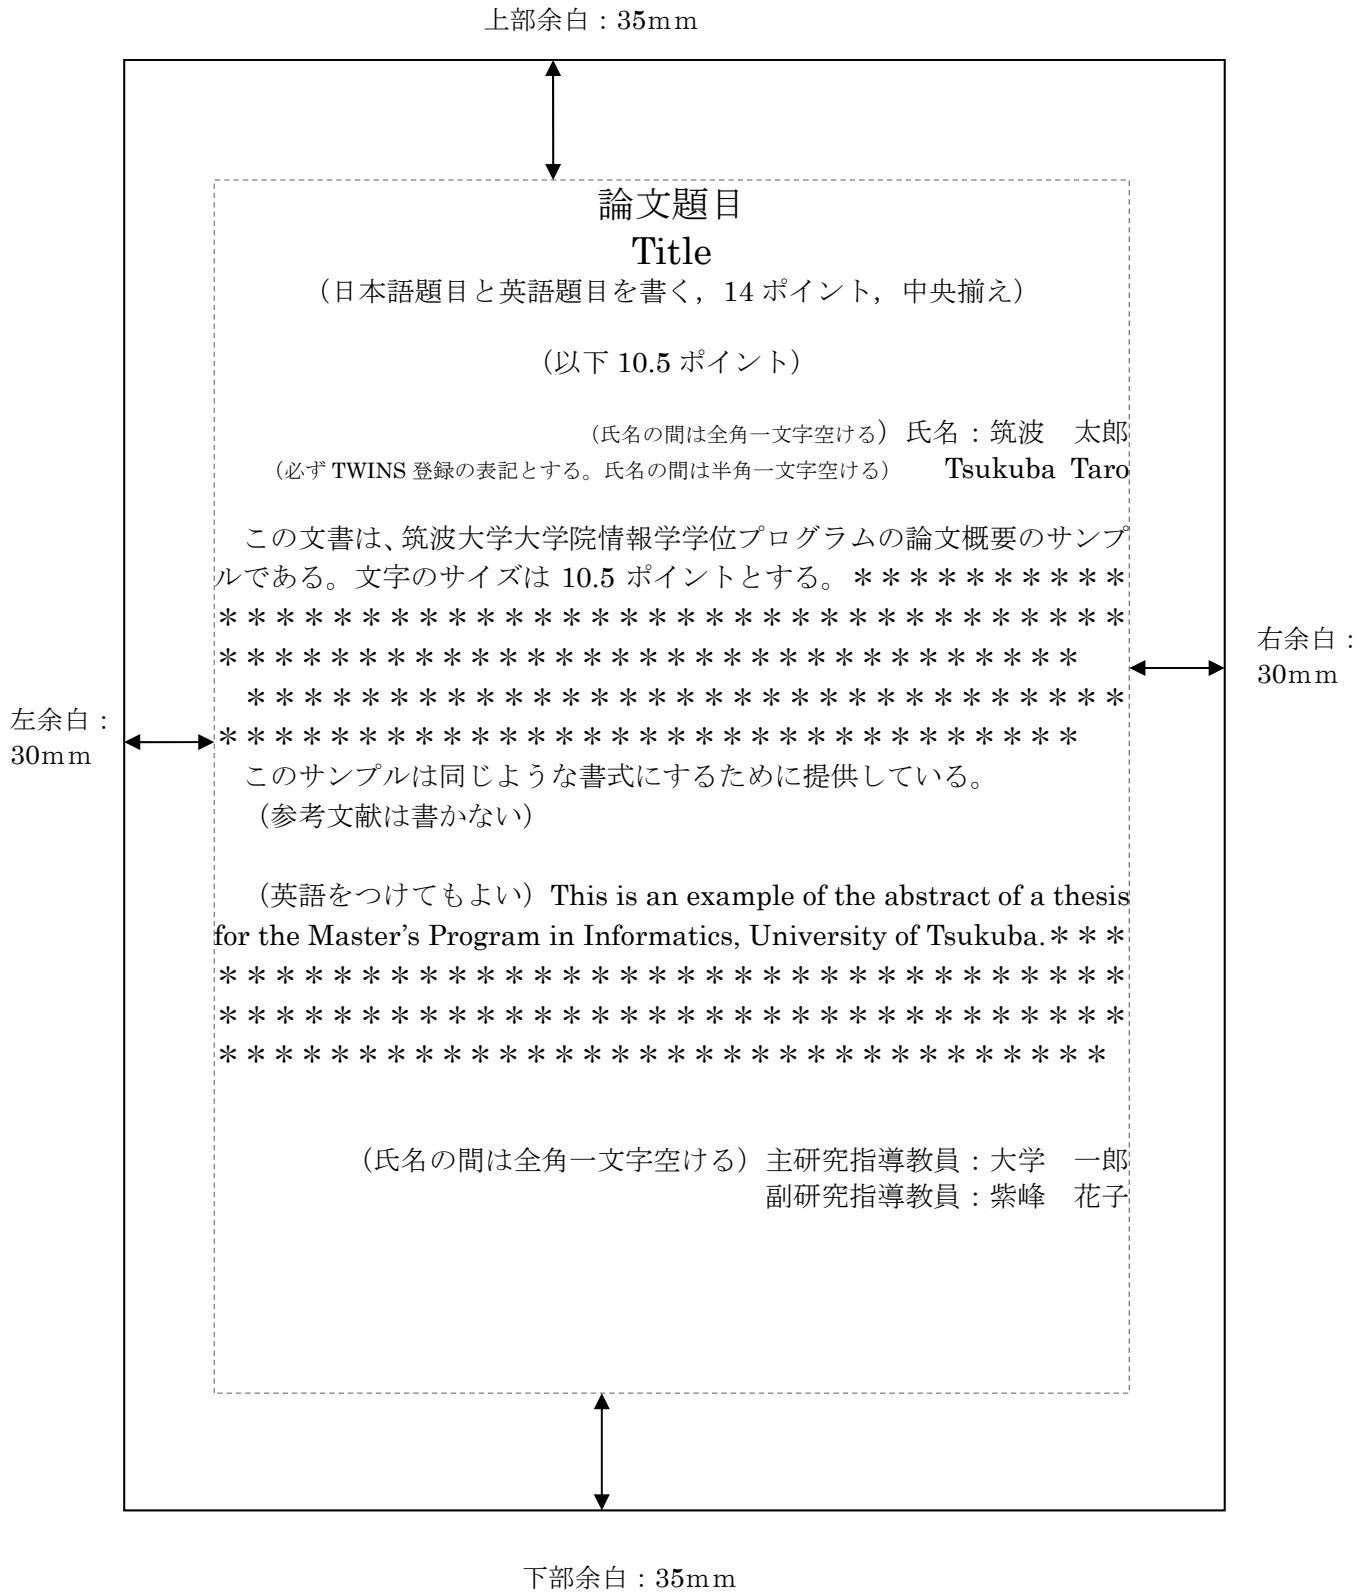 上部余白：35ｍｍ
論文題目
Title
（日本語題目と英語題目を書く，14 ポイント，中央揃え）
（以下 10.5 ポイント）
（氏名の間は全角一文字空ける）氏名：筑波　太郎
（必ず TWINS 登録の表記とする。氏名の間は半角一文字空ける）　　Tsukuba Taro
　この文書は、筑波大学大学院情報学学位プログラムの論文概要のサンプ
ルである。文字のサイズは 10.5 ポイントとする。＊＊＊＊＊＊＊＊＊＊
＊＊＊＊＊＊＊＊＊＊＊＊＊＊＊＊＊＊＊＊＊＊＊＊＊＊＊＊＊＊＊＊
＊＊＊＊＊＊＊＊＊＊＊＊＊＊＊＊＊＊＊＊＊＊＊＊＊＊＊＊＊＊＊
　＊＊＊＊＊＊＊＊＊＊＊＊＊＊＊＊＊＊＊＊＊＊＊＊＊＊＊＊＊＊＊
＊＊＊＊＊＊＊＊＊＊＊＊＊＊＊＊＊＊＊＊＊＊＊＊＊＊＊＊＊＊＊
　このサンプルは同じような書式にするために提供している。
　（参考文献は書かない）
　（英語をつけてもよい）This is an example of the abstract of a thesis
for the Master’s Program in Informatics, University of Tsukuba.＊＊＊
＊＊＊＊＊＊＊＊＊＊＊＊＊＊＊＊＊＊＊＊＊＊＊＊＊＊＊＊＊＊＊＊
＊＊＊＊＊＊＊＊＊＊＊＊＊＊＊＊＊＊＊＊＊＊＊＊＊＊＊＊＊＊＊＊
＊＊＊＊＊＊＊＊＊＊＊＊＊＊＊＊＊＊＊＊＊＊＊＊＊＊＊＊＊＊＊＊
（氏名の間は全角一文字空ける）主研究指導教員：大学　一郎
副研究指導教員：紫峰　花子
左余白：
30ｍｍ
右余白：
30ｍｍ
下部余白：35ｍｍ